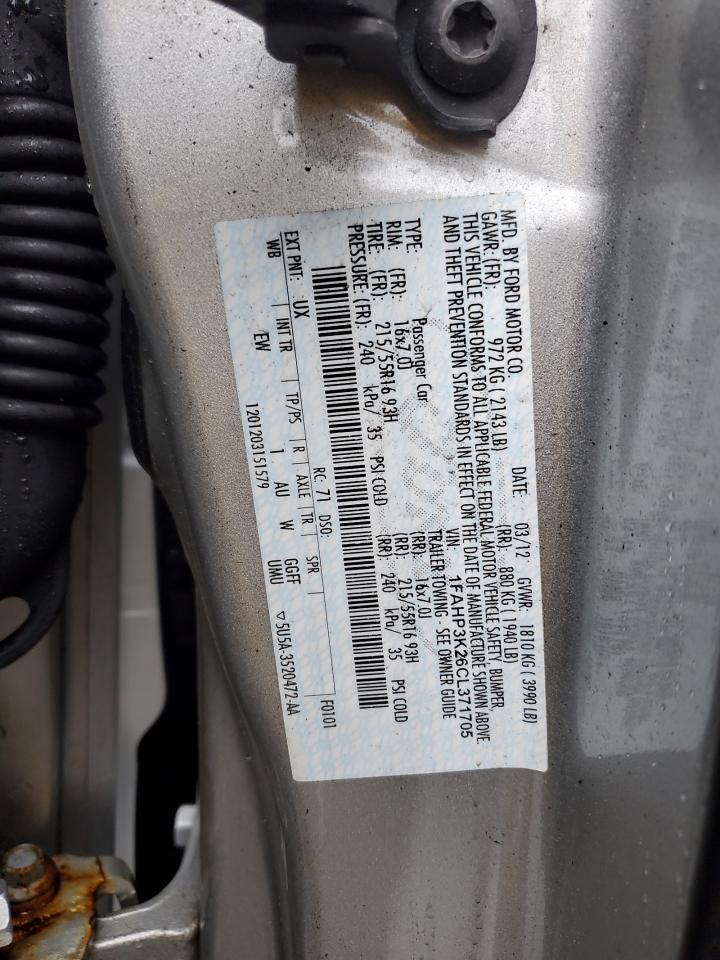 MFD. BY FORD MOTOR CO.
DATE: 03/12 GVWR: 1810 KG ( 3990 LB)
GAWR: (FR): 972 KG ( 2143 LB) (RR): 880 KG ( 1940 LB)
THIS VEHICLE CONFORMS TO ALL APPLICABLE FEDERAL MOTOR VEHICLE SAFETY, BUMPER,
AND THEFT PREVENTION STANDARDS IN EFFECT ON THE DATE OF MANUFACTURE SHOWN ABOVE.
VIN: 1FAHP3K26CL371705
TYPE: Passenger Car TRAILER TOWING - SEE OWNER GUIDE
RIM: (FR): 16x7.0J (RR): 16x7.0J
TIRE: (FR): 215/55R16 93H (RR): 215/55R16 93H
PRESSURE: (FR): 240 kPa/ 35 PSI COLD (RR): 240 kPa/ 35 PSI COLD
RC: 71 DSO: F0101
EXT PNT: UX
WB INT TR TP/PS R AXLE TR SPR
EW 1 AU W GGFF
1201203151579 UMU ▽5U5A-3520472-AA